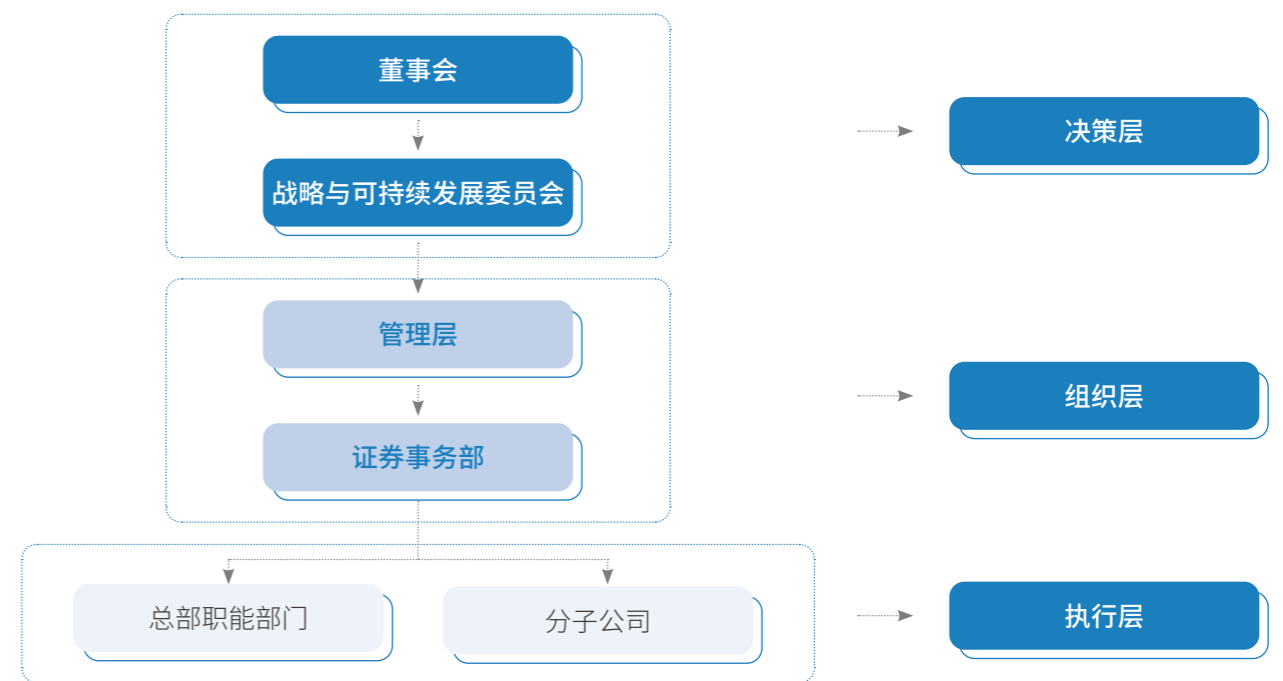 董事会
战略与可持续发展委员会
决策层
管理层
证券事务部
组织层
总部职能部门
分子公司
执行层